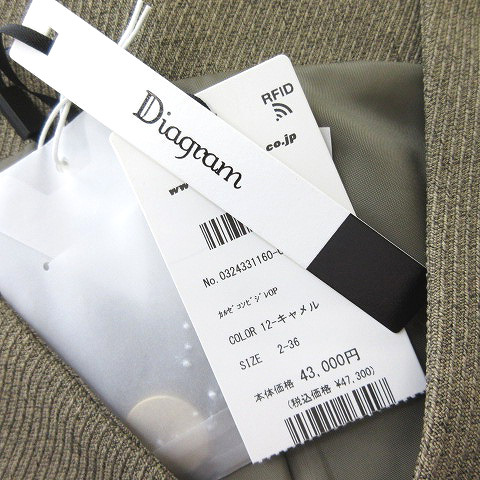 Diagram
RFID
co.jp
No. 0324331160-
ｶﾙｾﾞｺﾝﾋﾞｼﾞﾚOP
COLOR 12-キャメル
SIZE 2-36
本体価格 43,000円
(税込価格 ¥47,300)